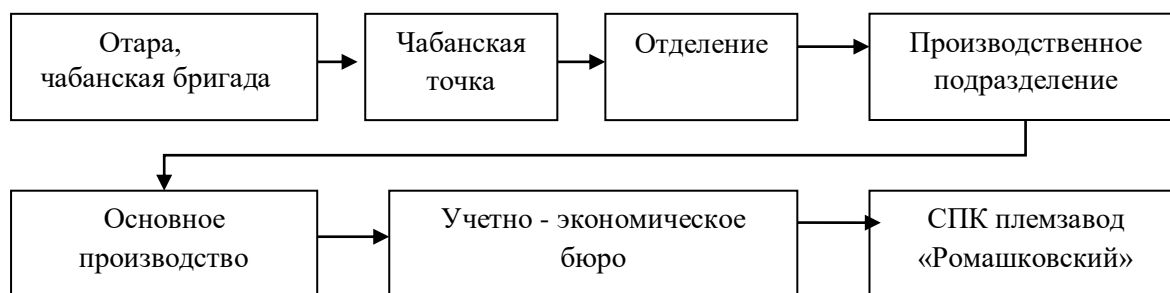 Отара,
чабанская бригада
Чабанская
точка
Отделение
Производственное
подразделение
Основное
производство
Учетно - экономическое
бюро
СПК племзавод
«Ромашковский»